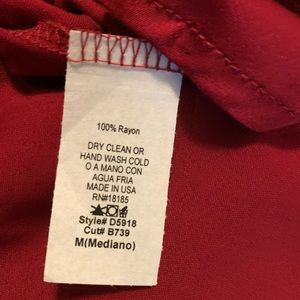 100% Rayon
DRY CLEAN OR
HAND WASH COLD
O A MANO CON
AGUA FRIA
MADE IN USA
RN#18185
Style# D5918
Cut# B739
M(Mediano)